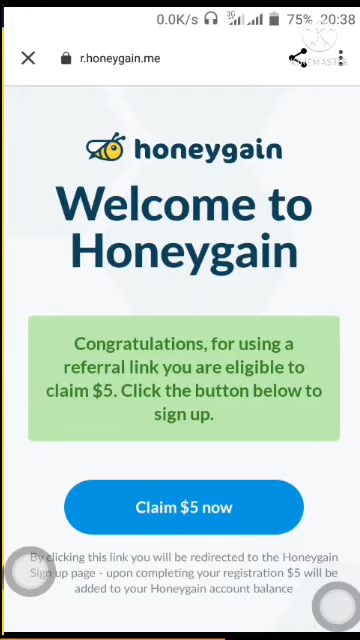 0.0K/s 3G 75% 20:38
r.honeygain.me
KINEMASTER
honeygain
Welcome to
Honeygain
Congratulations, for using a
referral link you are eligible to
claim $5. Click the button below to
sign up.
Claim $5 now
By clicking this link you will be redirected to the Honeygain
Sign up page - upon completing your registration $5 will be
added to your Honeygain account balance